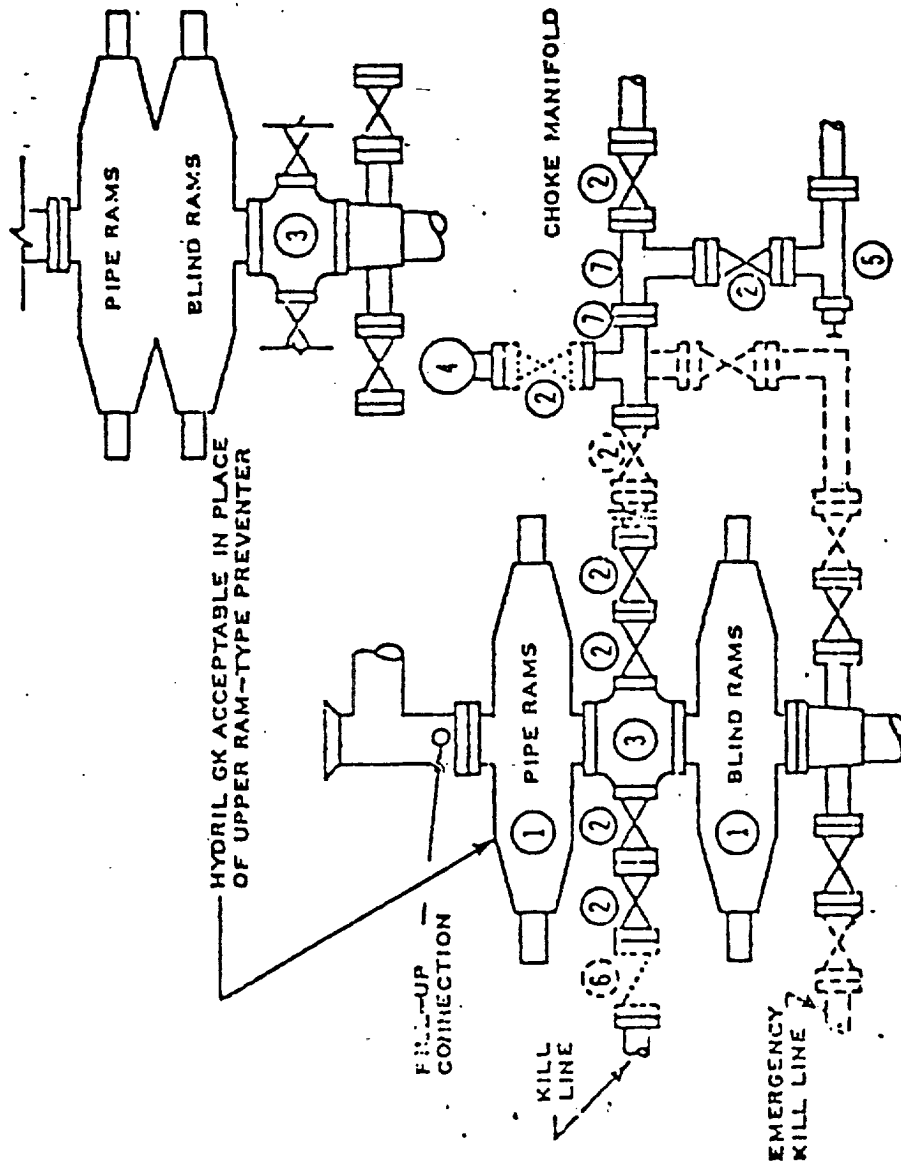 HYDRIL GK ACCEPTABLE IN PLACE
OF UPPER RAM-TYPE PREVENTER
PIPE RAMS
BLIND RAMS
3
CONNECTION
KILL
LINE
EMERGENCY
KILL LINE
1
PIPE RAMS
6
2
2
3
2
2
2
4
2
7
7
2
CHOKE MANIFOLD
1
BLIND RAMS
2
5